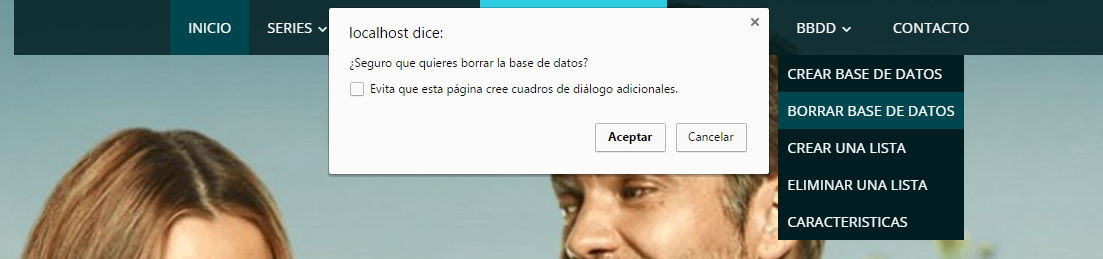 INICIO SERIES BBDD CONTACTO
localhost dice:
¿Seguro que quieres borrar la base de datos?
Evita que esta página cree cuadros de diálogo adicionales.
Aceptar Cancelar
CREAR BASE DE DATOS
BORRAR BASE DE DATOS
CREAR UNA LISTA
ELIMINAR UNA LISTA
CARACTERISTICAS